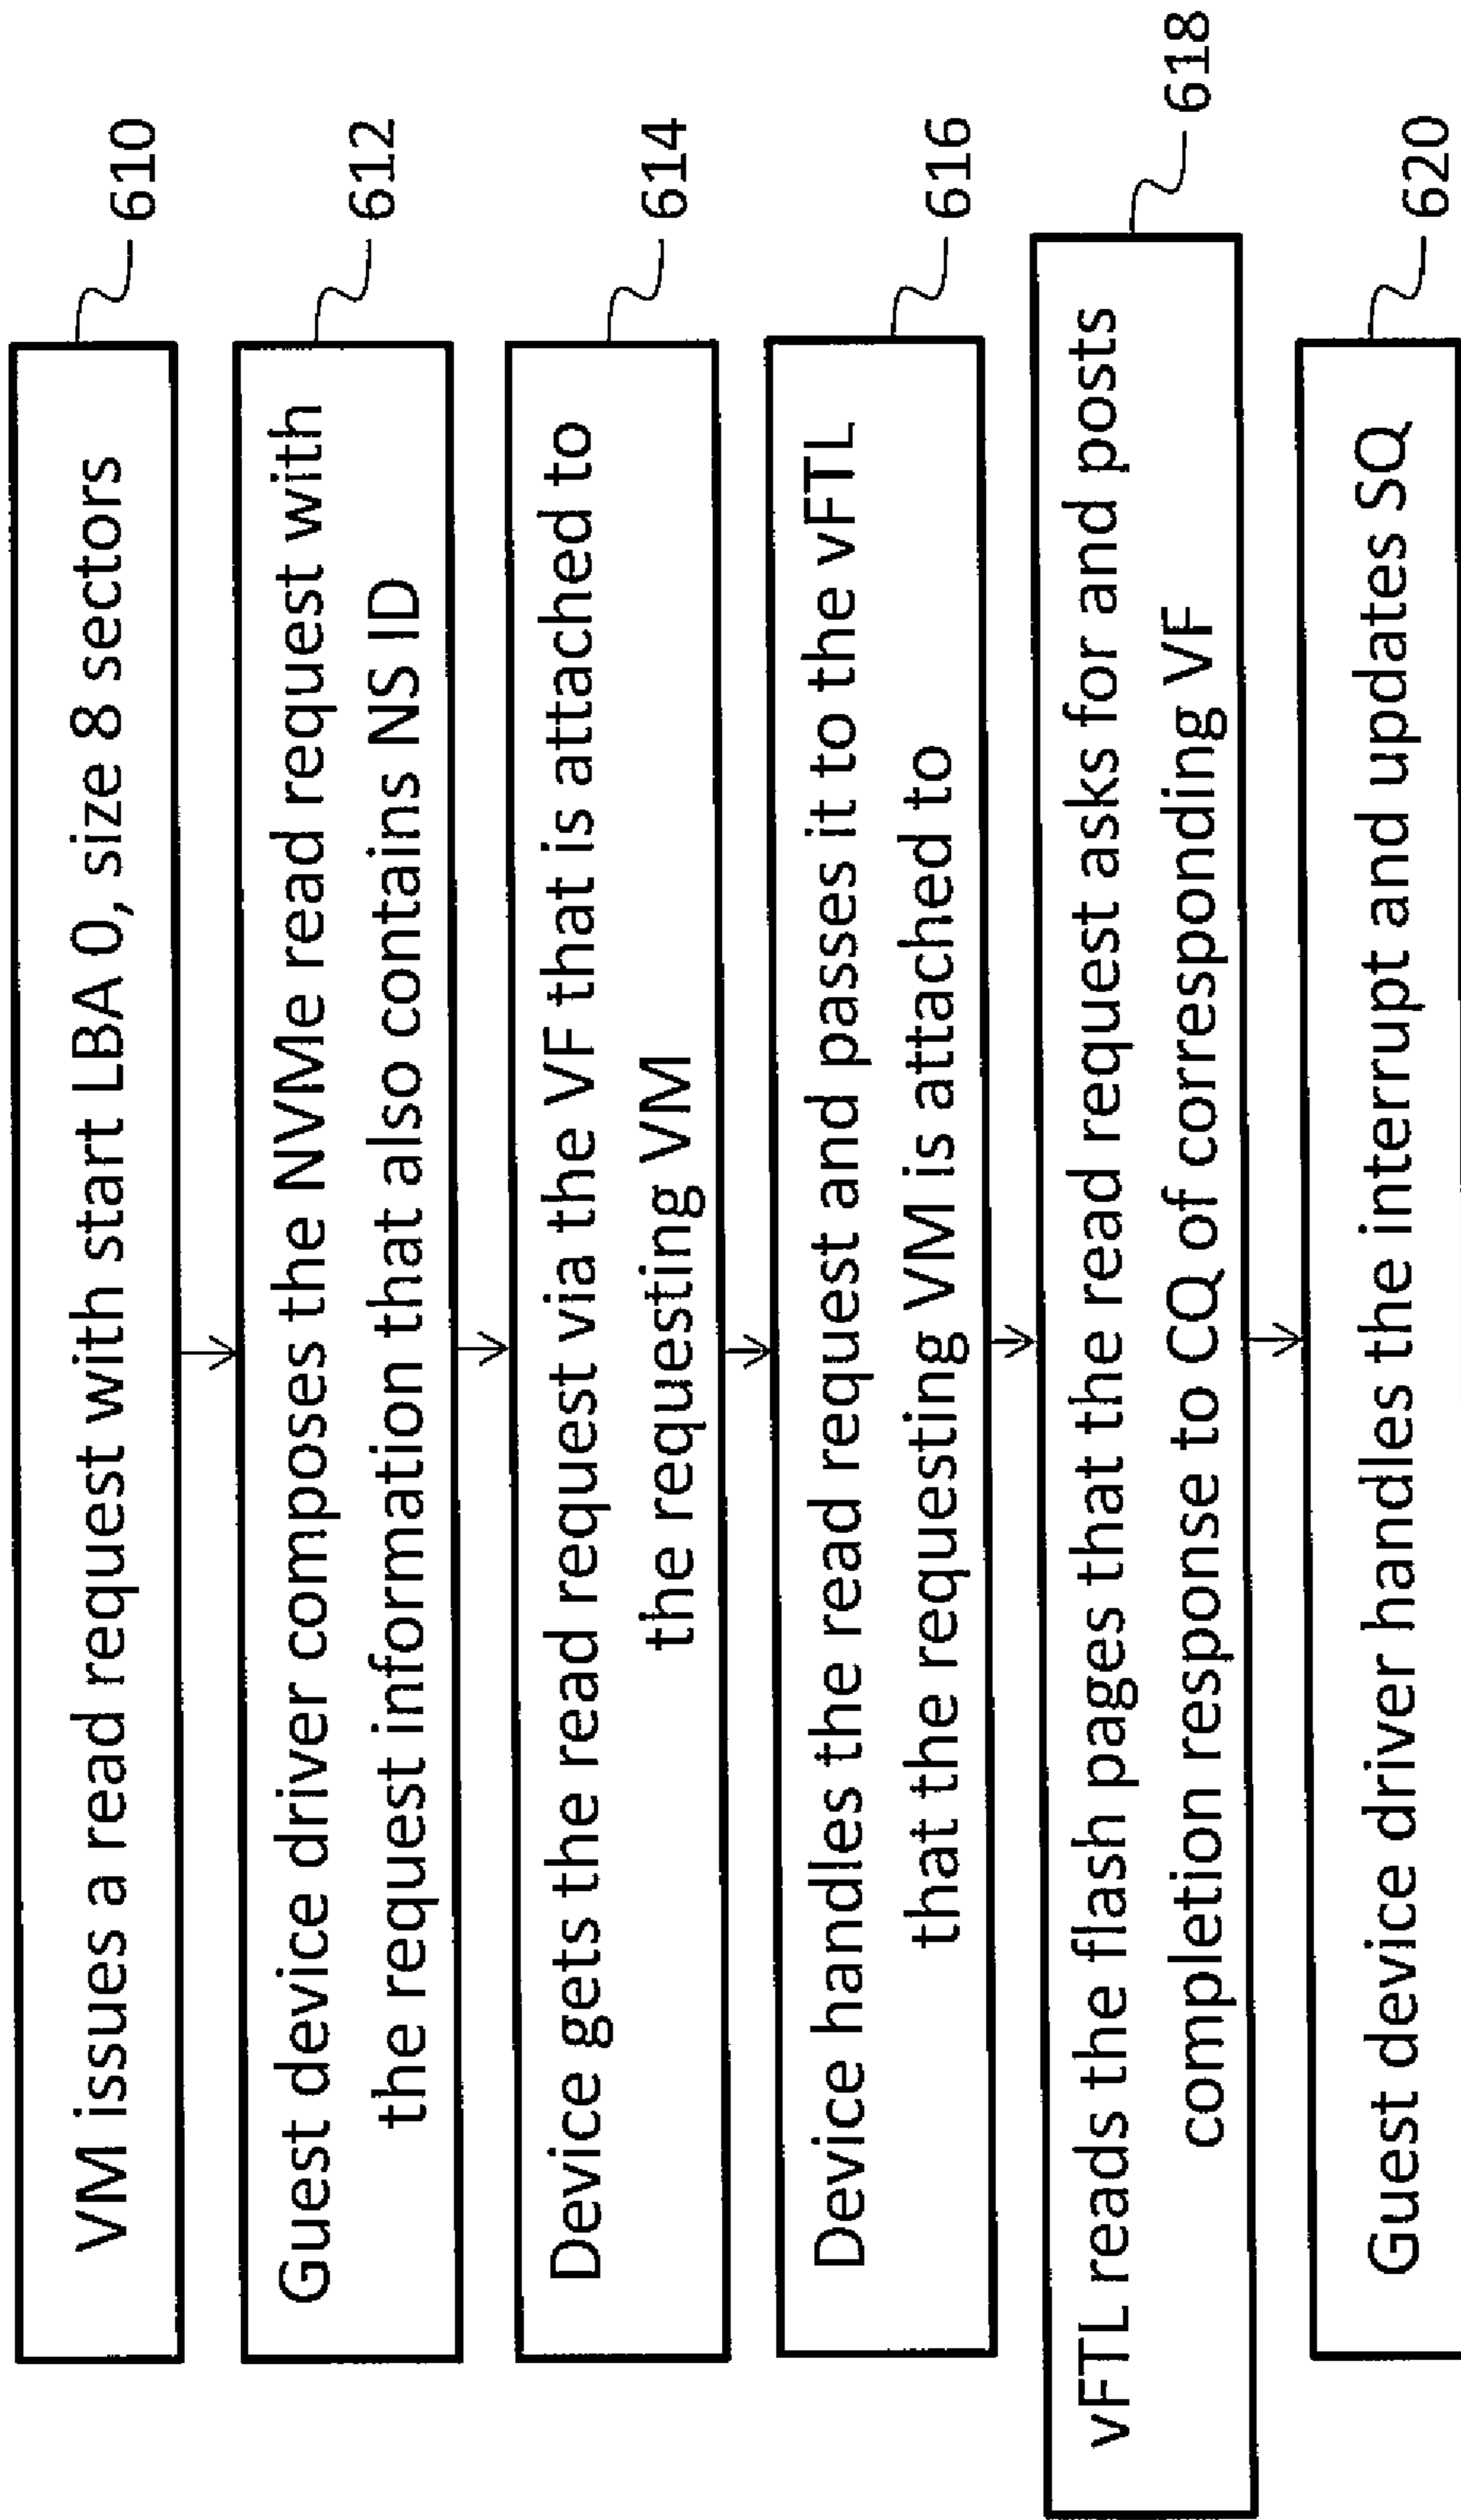 VM issues a read request with start LBA 0, size 8 sectors
610
Guest device driver composes the NVMe read request with
the request information that also contains NS ID
612
Device gets the read request via the VF that is attached to
the requesting VM
614
Device handles the read request and passes it to the vFTL
that the requesting VM is attached to
616
vFTL reads the flash pages that the read request asks for and posts
completion response to CQ of corresponding VF
618
Guest device driver handles the interrupt and updates SQ
620